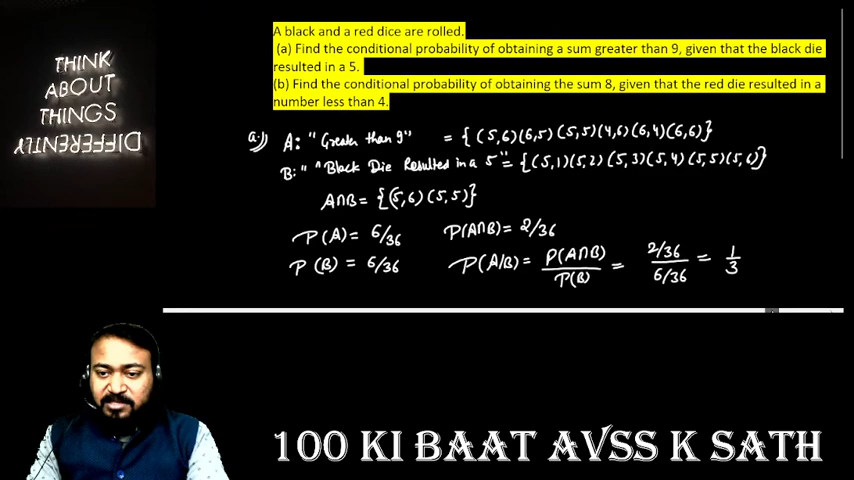 THINK
ABOUT
THINGS
DIFFERENTLY
A black and a red dice are rolled.
(a) Find the conditional probability of obtaining a sum greater than 9, given that the black die
resulted in a 5.
(b) Find the conditional probability of obtaining the sum 8, given that the red die resulted in a
number less than 4.
a.) A: "Greater than 9" = {(5,6)(6,5)(5,5)(4,6)(6,4)(6,6)}
B: " "Black Die Resulted in a 5" = {(5,1)(5,2)(5,3)(5,4)(5,5)(5,6)}
A∩B = {(5,6)(5,5)}
P(A) = 6/36 P(A∩B) = 2/36
P(B) = 6/36 P(A/B) = P(A∩B)/P(B) = 2/36/6/36 = 1/3
100 KI BAAT AVSS K SATH